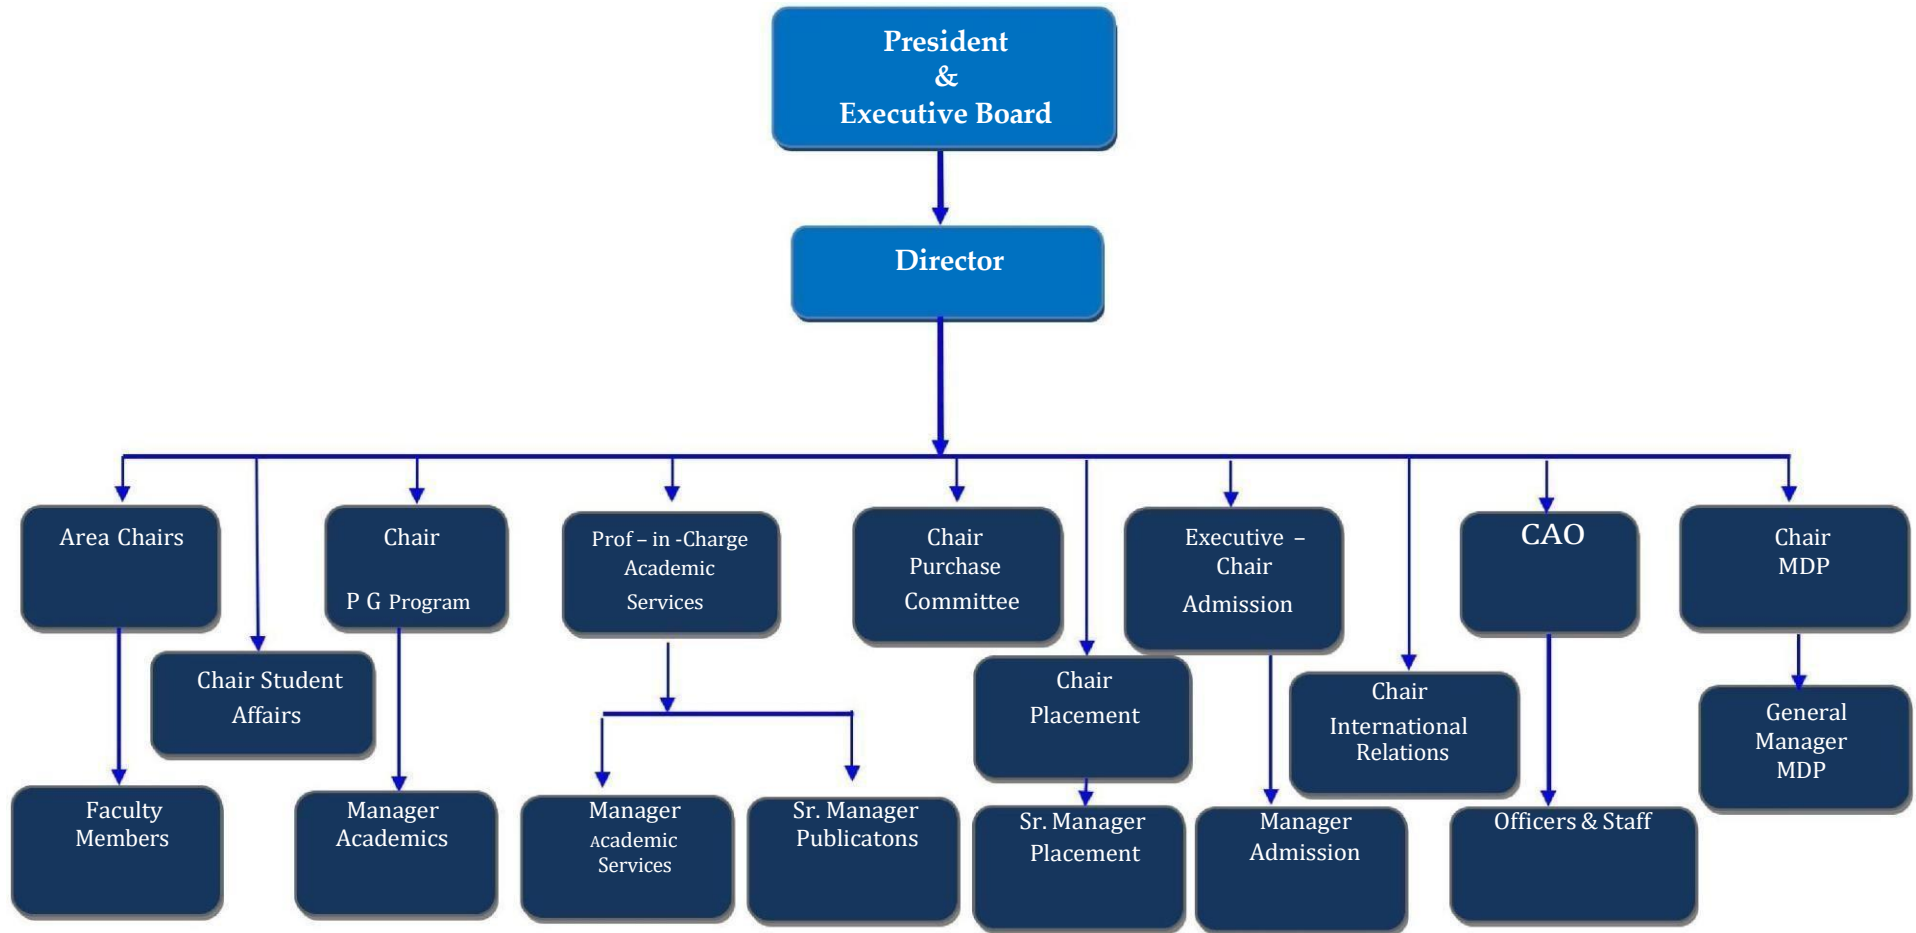 President
&
Executive Board
Director
Area Chairs
Chair
P G Program
Prof – in -Charge
Academic
Services
Chair
Purchase
Committee
Executive –
Chair
Admission
CAO
Chair
MDP
Chair Student
Affairs
Chair
Placement
Chair
International
Relations
General
Manager
MDP
Faculty
Members
Manager
Academics
Manager
Academic
Services
Sr. Manager
Publicatons
Sr. Manager
Placement
Manager
Admission
Officers & Staff